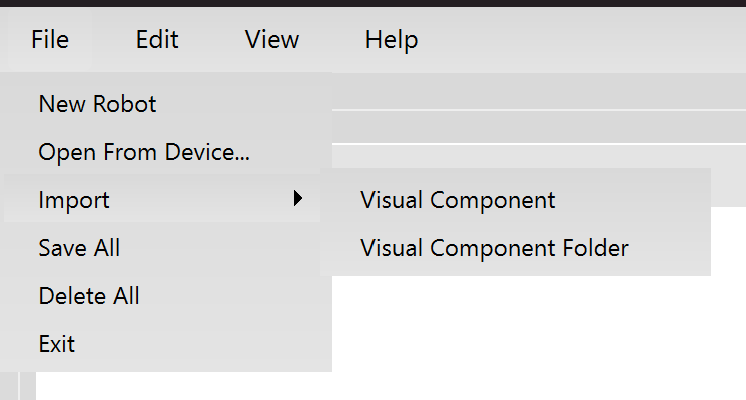 File Edit View Help
New Robot
Open From Device...
Import
Visual Component
Save All
Visual Component Folder
Delete All
Exit